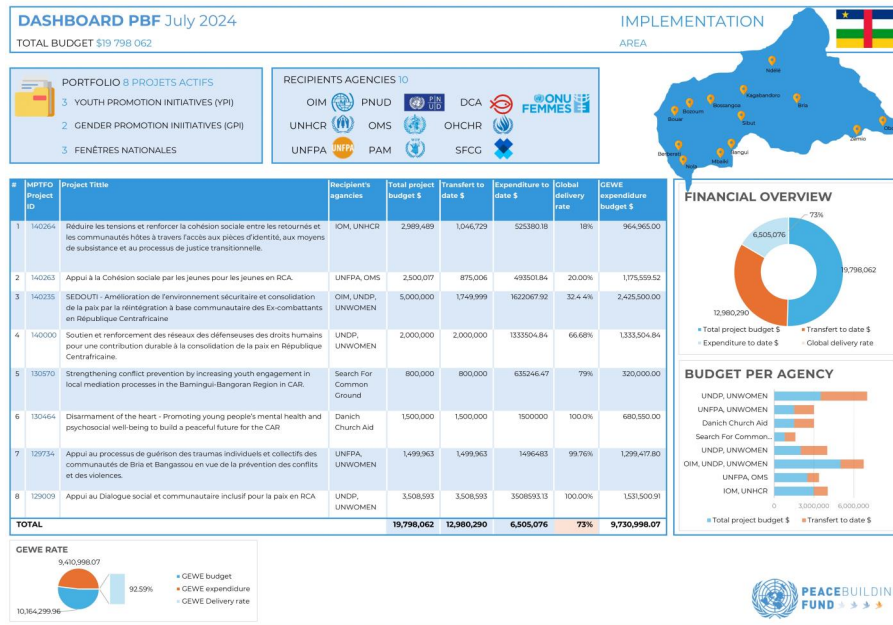 DASHBOARD PBF July 2024
TOTAL BUDGET $19 798 062
IMPLEMENTATION
AREA
PORTFOLIO 8 PROJETS ACTIFS
3 YOUTH PROMOTION INITIATIVES (YPI)
2 GENDER PROMOTION INIITIATIVES (GPI)
3 FENÊTRES NATIONALES
RECIPIENTS AGENCIES 10
OIM PNUD DCA ONU FEMMES
UNHCR OMS OHCHR
UNFPA PAM SFCG
Ndélé
Kagabandoro
Bossangoa
Bozoum
Bouar
Bria
Sibut
Zemio
Berberati
Nola
Mbaïki
Bangui
# MPTFO Project ID Project Tittle Recipient's agencies Total project budget $ Transfert to date $ Expenditure to date $ Global delivery rate GEWE expendidure budget $
1 140264 Réduire les tensions et renforcer la cohésion sociale entre les retournés et IOM, UNHCR 2,989,489 1,046,729 525380.18 18% 964,965.00
les communautés hôtes à travers l'accès aux pièces d'identité, aux moyens
de subsistance et au processus de justice transitionnelle.
2 140263 Appui à la Cohésion sociale par les jeunes pour les jeunes en RCA. UNFPA, OMS 2,500,017 875,006 493501.84 20.00% 1,175,559.52
3 140235 SEDOUTI - Amélioration de l'environnement sécuritaire et consolidation OIM, UNDP, 5,000,000 1,749,999 1622067.92 32.4 4% 2,425,500.00
de la paix par la réintégration à base communautaire des Ex-combattants UNWOMEN
en République Centrafricaine
4 140000 Soutien et renforcement des réseaux des défenseuses des droits humains UNDP, 2,000,000 2,000,000 1333504.84 66.68% 1,333,504.84
pour une contribution durable à la consolidation de la paix en République UNWOMEN
Centrafricaine.
5 130570 Strengthening conflict prevention by increasing youth engagement in Search For 800,000 800,000 635246.47 79% 320,000.00
local mediation processes in the Bamingui-Bangoran Region in CAR. Common
Ground
6 130464 Disarmament of the heart - Promoting young people's mental health and Danich 1,500,000 1,500,000 1500000 100.0% 680,550.00
psychosocial well-being to build a peaceful future for the CAR Church Aid
7 129734 Appui au processus de guérison des traumas individuels et collectifs des UNFPA, 1,499,963 1,499,963 1496483 99.76% 1,299,417.80
communautés de Bria et Bangassou en vue de la prévention des conflits UNWOMEN
et des violences.
8 129009 Appui au Dialogue social et communautaire inclusif pour la paix en RCA UNDP, 3,508,593 3,508,593 3508593.13 100.00% 1,531,500.91
UNWOMEN
TOTAL 19,798,062 12,980,290 6,505,076 73% 9,730,998.07
FINANCIAL OVERVIEW
73%
6,505,076
19,798,062
12,980,290
Total project budget $ Transfert to date $
Expenditure to date $ Global delivery rate
BUDGET PER AGENCY
UNDP, UNWOMEN
UNFPA, UNWOMEN
Danich Church Aid
Search For Common...
UNDP, UNWOMEN
OIM, UNDP, UNWOMEN
UNFPA, OMS
IOM, UNHCR
0 3,000,000 6,000,000
Total project budget $ Transfert to date $
GEWE RATE
9,410,998.07
92.59%
10,164,299.96
GEWE budget
GEWE expendidure
GEWE Delivery rate
PEACEBUILDIN
FUND